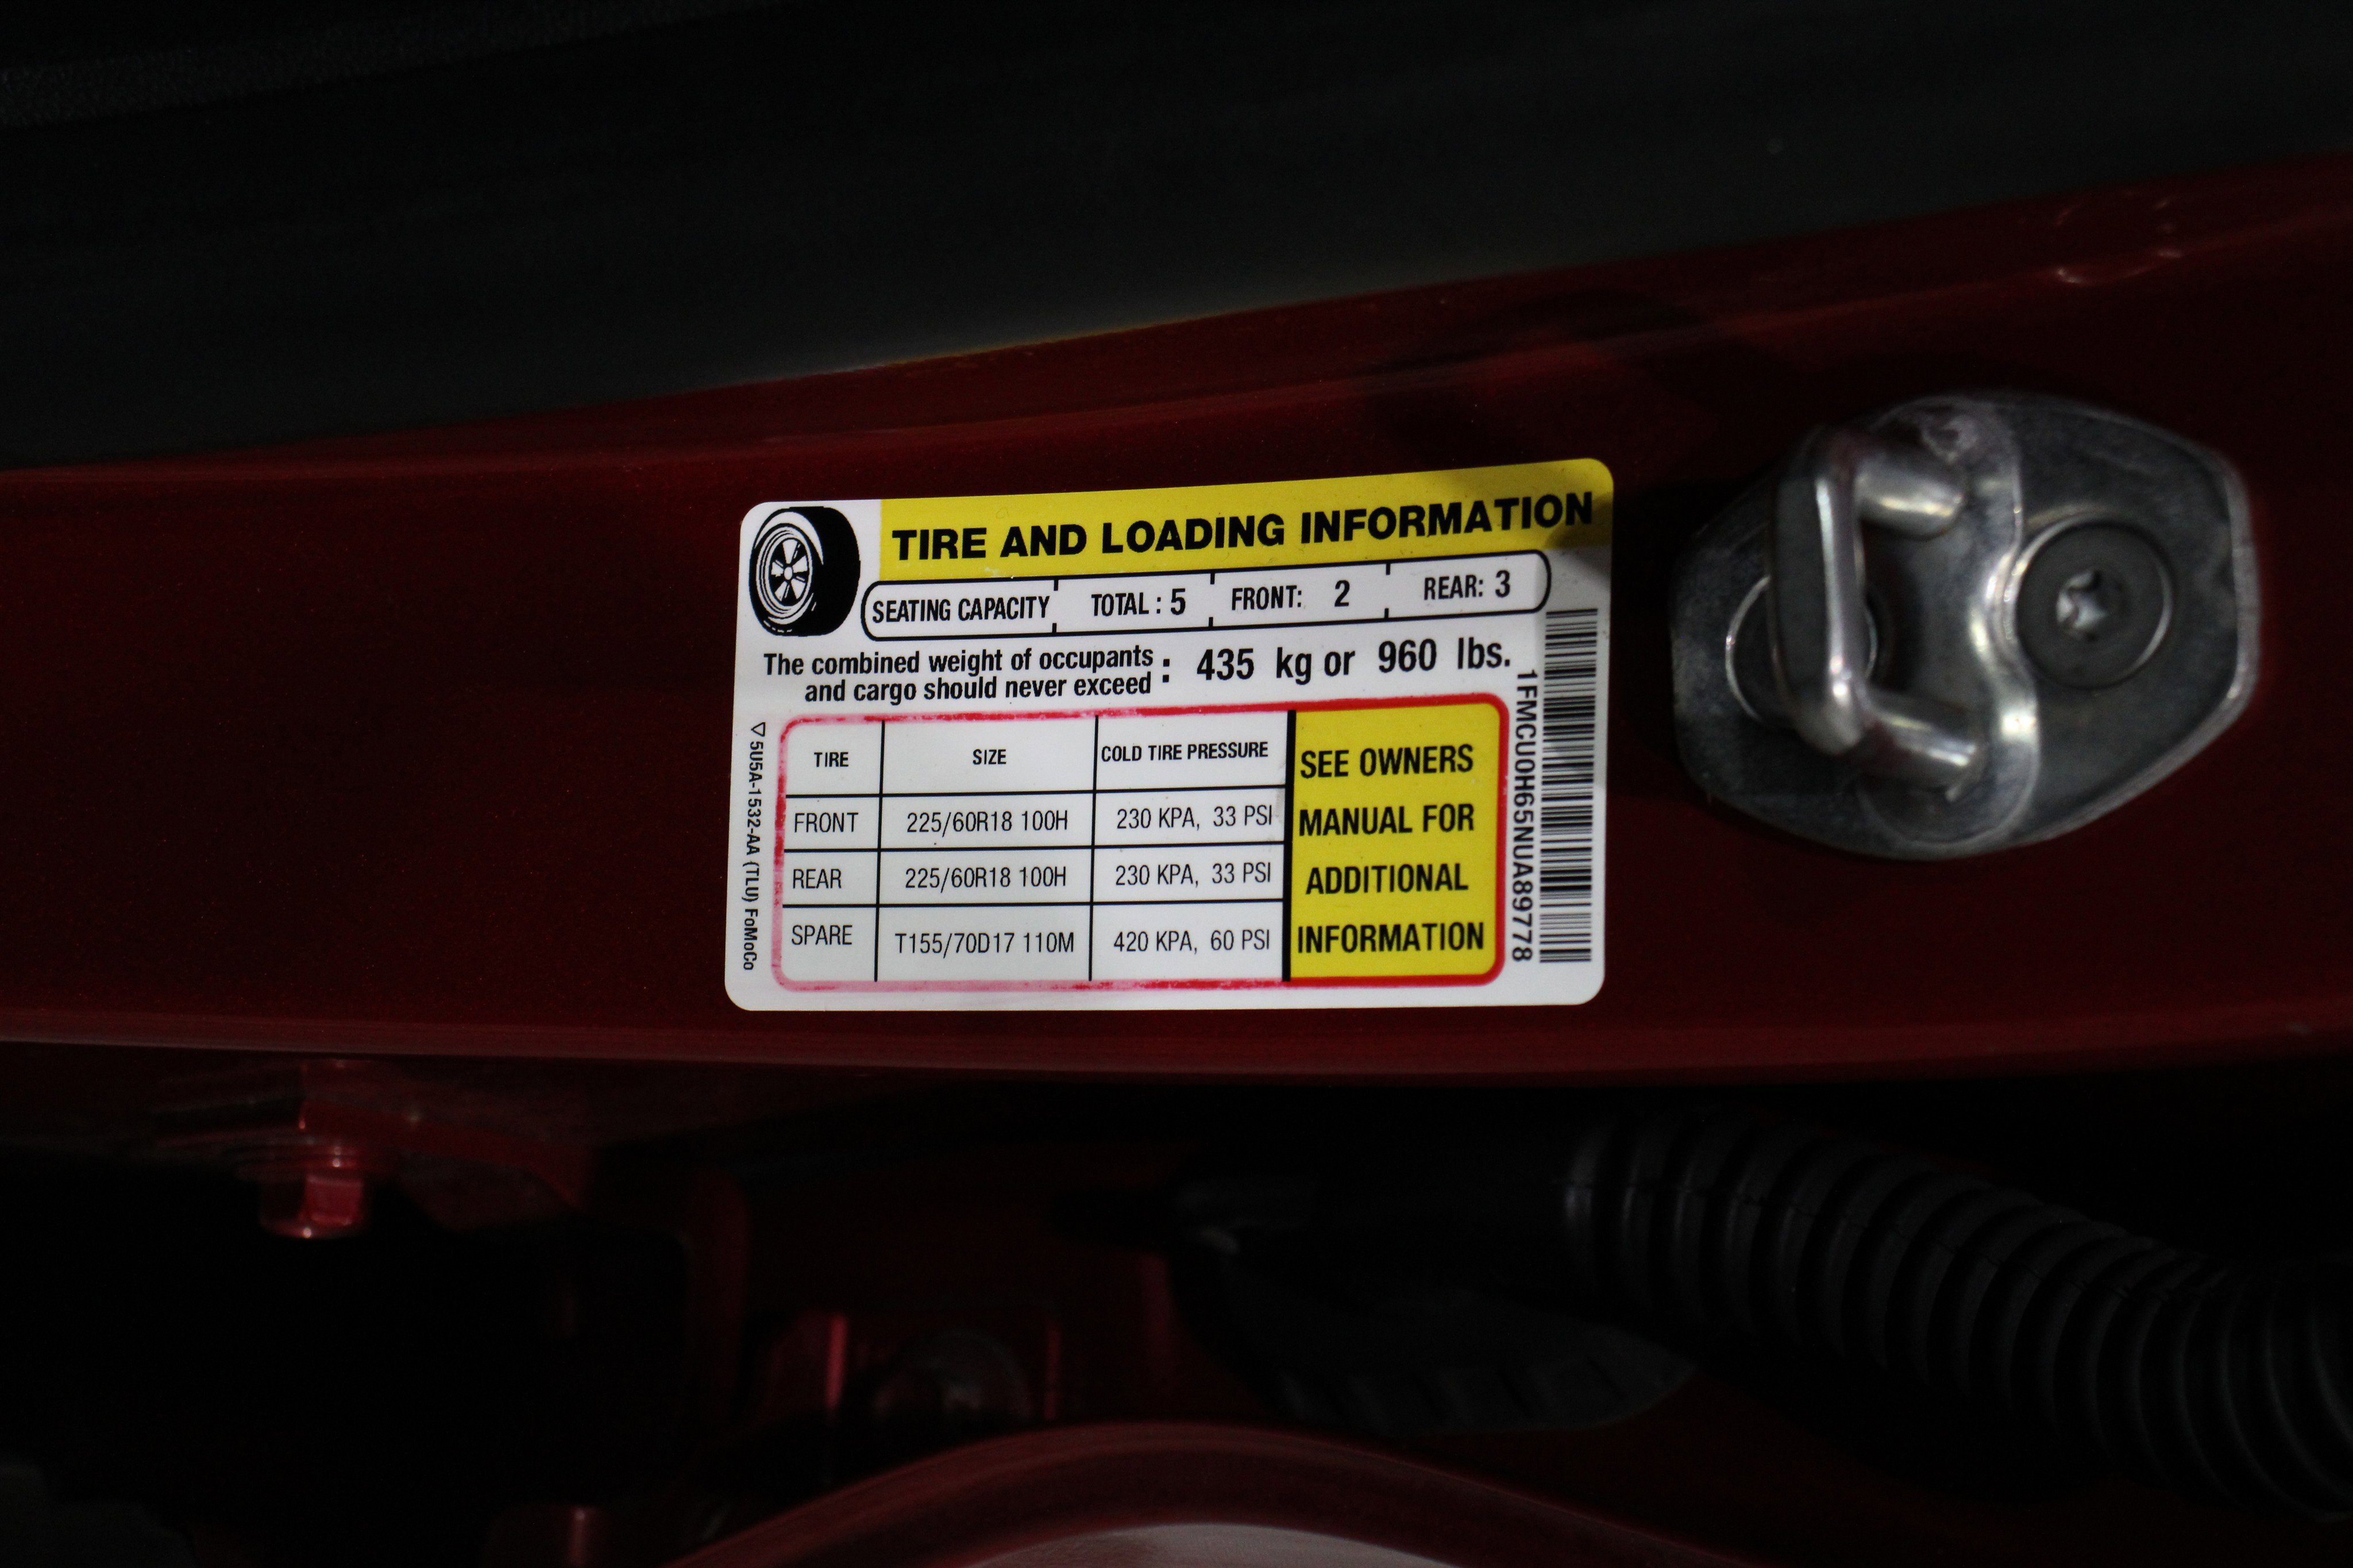 TIRE AND LOADING INFORMATION
SEATING CAPACITY TOTAL : 5 FRONT: 2 REAR: 3
The combined weight of occupants
and cargo should never exceed : 435 kg or 960 lbs.
TIRE SIZE COLD TIRE PRESSURE
FRONT 225/60R18 100H 230 KPA, 33 PSI
REAR 225/60R18 100H 230 KPA, 33 PSI
SPARE T155/70D17 110M 420 KPA, 60 PSI
SEE OWNERS
MANUAL FOR
ADDITIONAL
INFORMATION
1FMCU0H65NUA89778
5U5A-1532-AA (TLU) FoMoCo